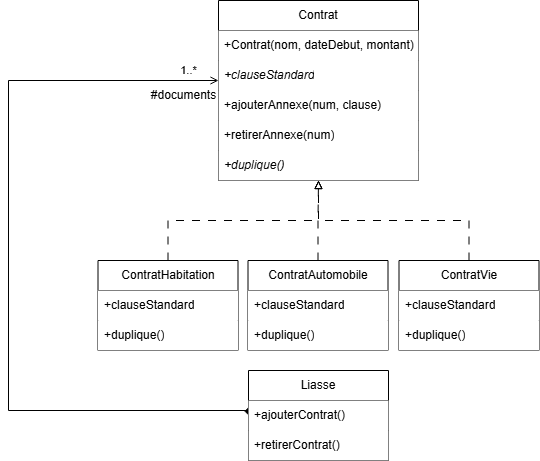 Contrat
+Contrat(nom, dateDebut, montant)
+clauseStandard
+ajouterAnnexe(num, clause)
+retirerAnnexe(num)
+duplique()
1..*
#documents
ContratHabitation
+clauseStandard
+duplique()
ContratAutomobile
+clauseStandard
+duplique()
ContratVie
+clauseStandard
+duplique()
Liasse
+ajouterContrat()
+retirerContrat()